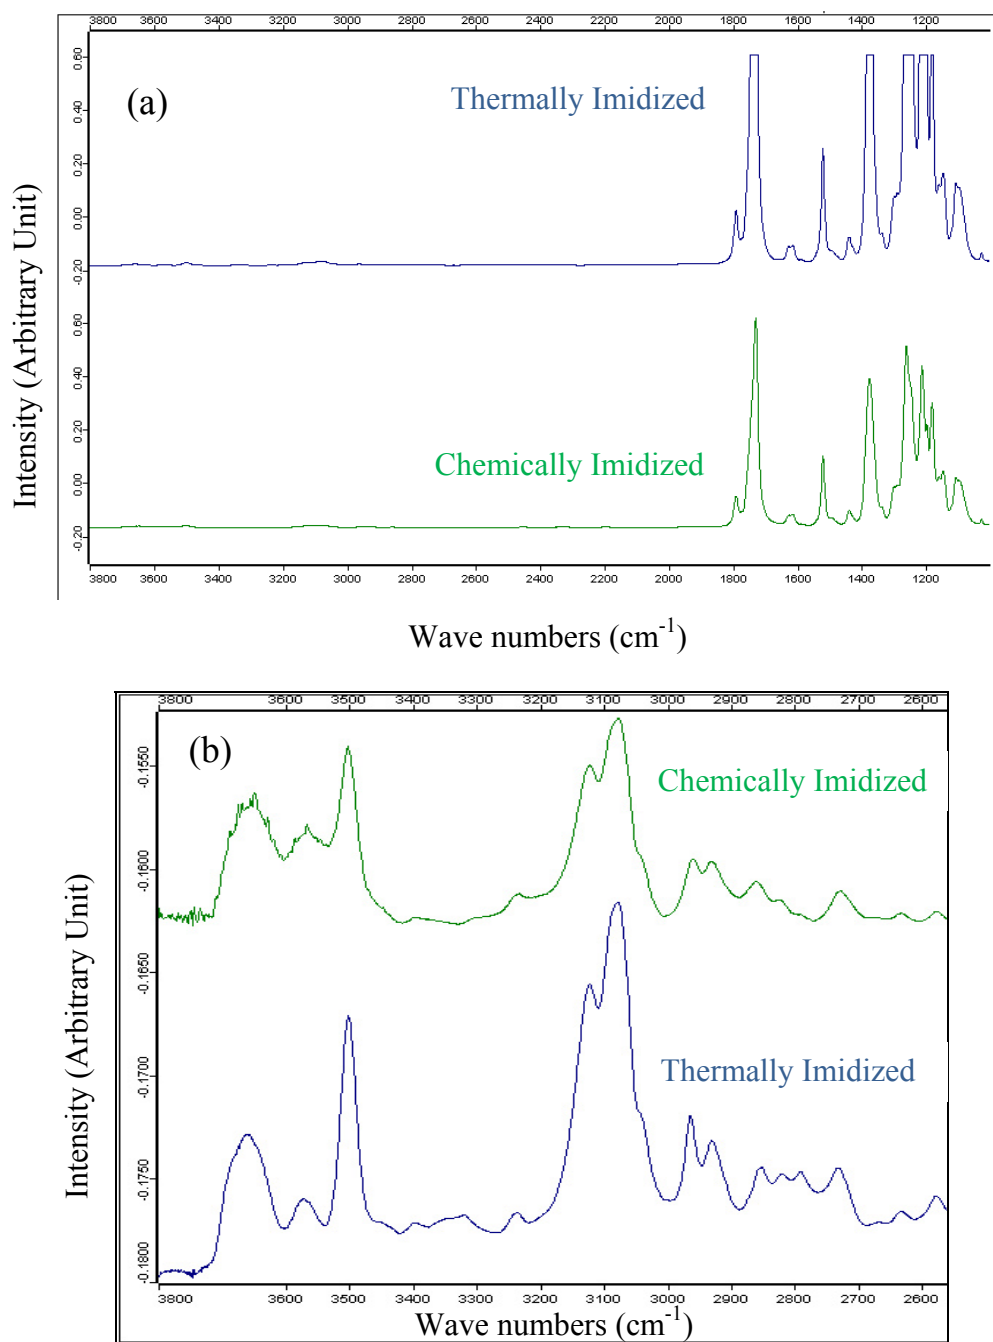 3800 3600 3400 3200 3000 2800 2600 2400 2200 2000 1800 1600 1400 1200
(a)
Thermally Imidized
0.60
0.40
0.20
0.00
-0.20
Intensity (Arbitrary Unit)
0.60
0.40
0.20
0.00
-0.20
Chemically Imidized
3800 3600 3400 3200 3000 2800 2600 2400 2200 2000 1800 1600 1400 1200
Wave numbers (cm-1)
3800 3600 3500 3400 3300 3200 3100 3000 2900 2800 2700 2600
(b)
Chemically Imidized
-0.1550
-0.1600
-0.1650
-0.1700
-0.1750
-0.1800
Intensity (Arbitrary Unit)
Thermally Imidized
3800 3600 3500 3400 3300 3200 3100 3000 2900 2800 2700 2600
Wave numbers (cm-1)